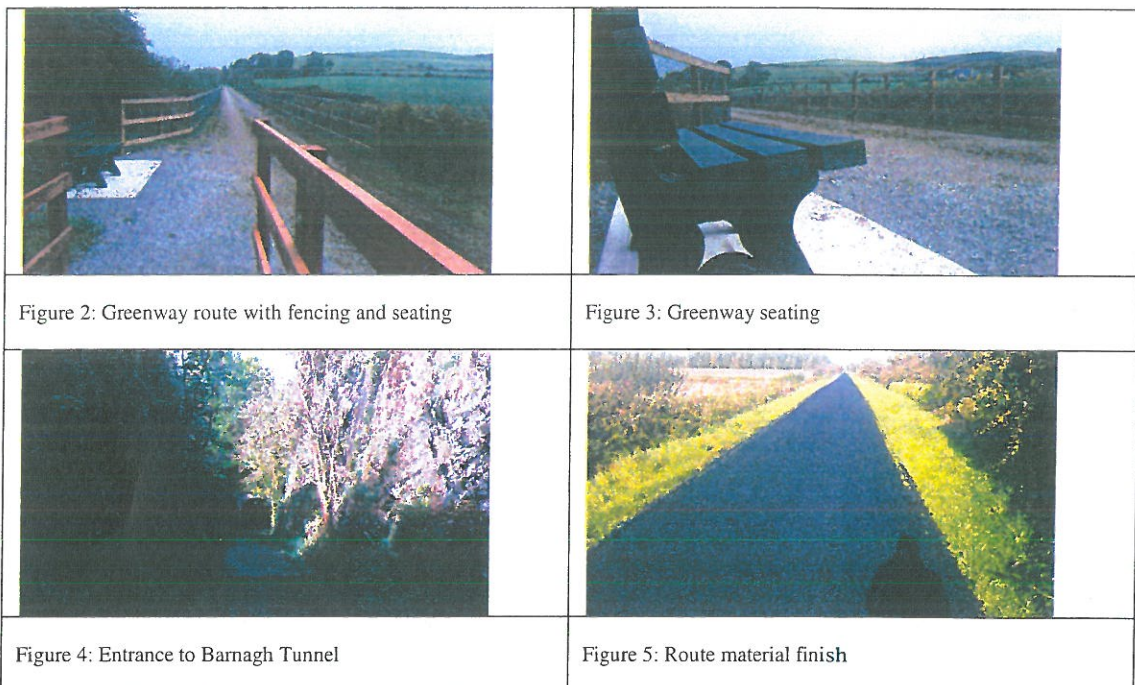 Figure 2: Greenway route with fencing and seating
Figure 3: Greenway seating
Figure 4: Entrance to Barnagh Tunnel
Figure 5: Route material finish